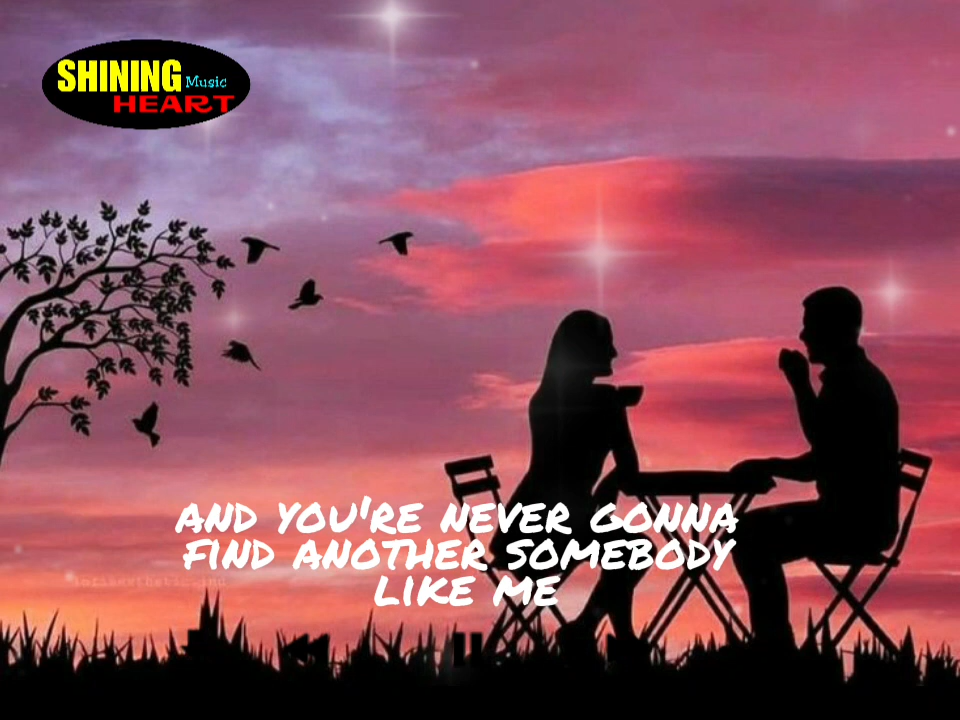 SHINING Music
HEART
AND YOU'RE NEVER GONNA
FIND ANOTHER SOMEBODY
LIKE ME